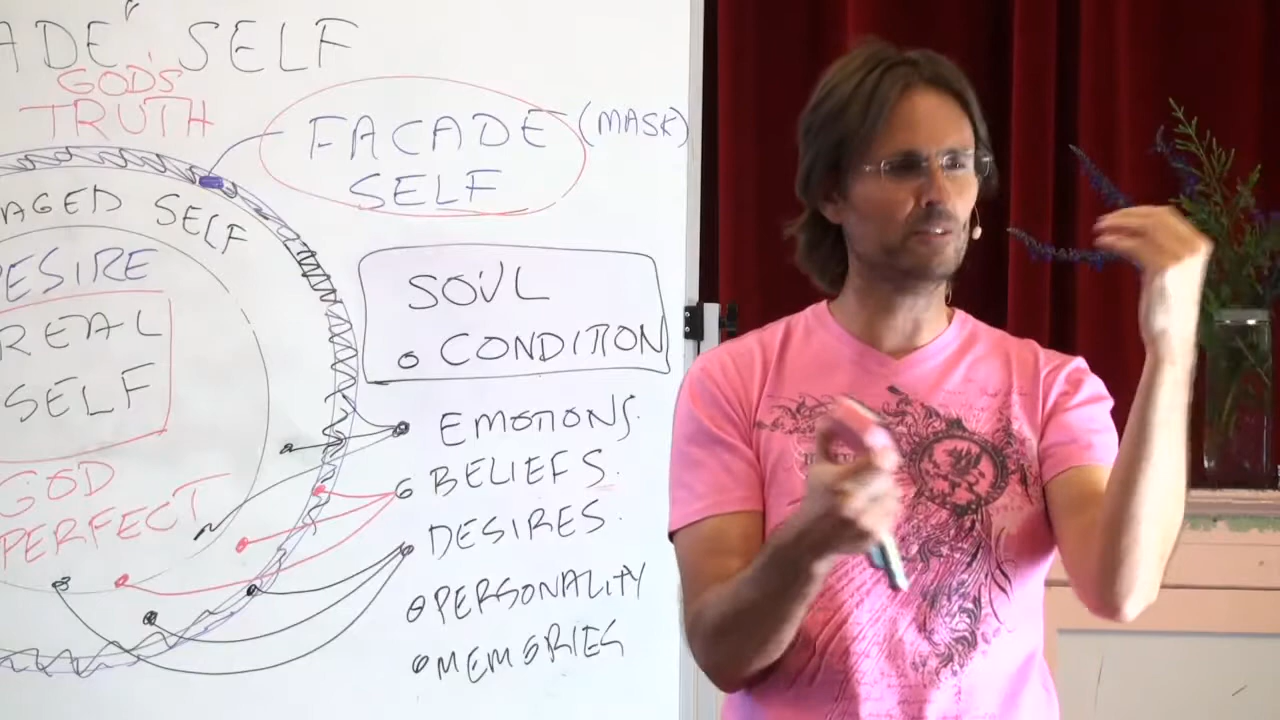 ADE" SELF
GOD'S
TRUTH
FACADE (MASK)
SELF
AGED SELF
ESIRE
REAL
SELF
SOUL
CONDITION
EMOTIONS.
BELIEFS.
DESIRES.
PERSONALITY
MEMORIES
GOD
PERFECT